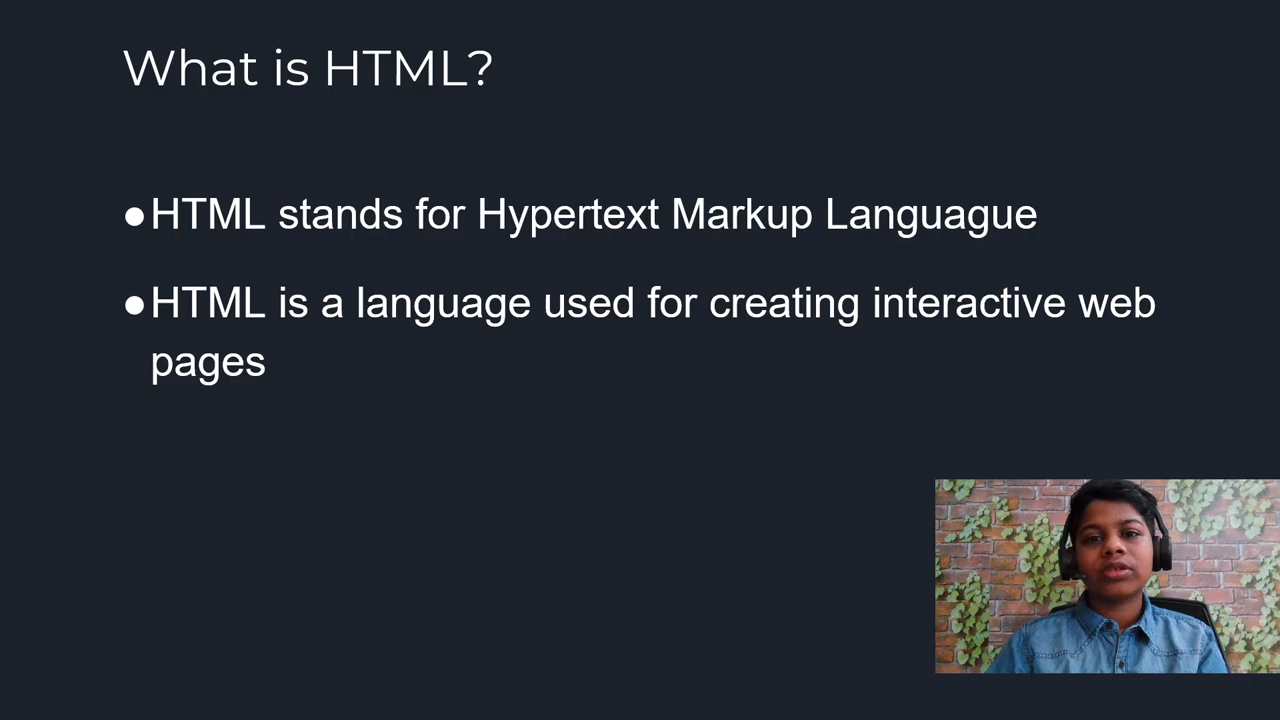 What is HTML?
●HTML stands for Hypertext Markup Languague
●HTML is a language used for creating interactive web
pages